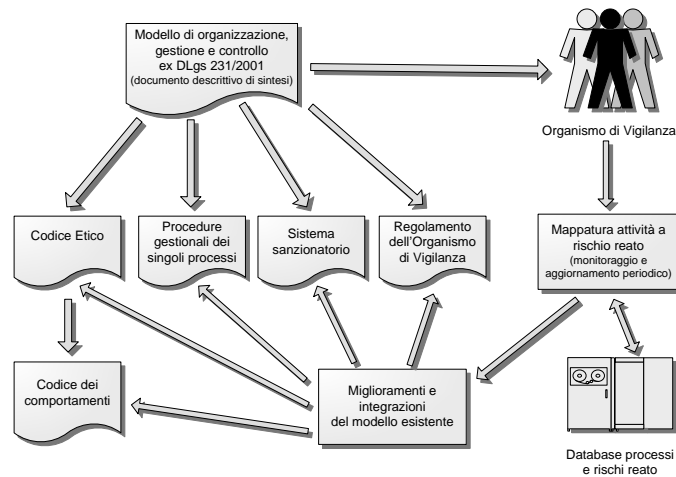 Modello di organizzazione,
gestione e controllo
ex DLgs 231/2001
(documento descrittivo di sintesi)
Organismo di Vigilanza
Codice Etico
Procedure
gestionali dei
singoli processi
Sistema
sanzionatorio
Regolamento
dell'Organismo
di Vigilanza
Mappatura attività a
rischio reato
(monitoraggio e
aggiornamento periodico)
Codice dei
comportamenti
Miglioramenti e
integrazioni
del modello esistente
Database processi
e rischi reato